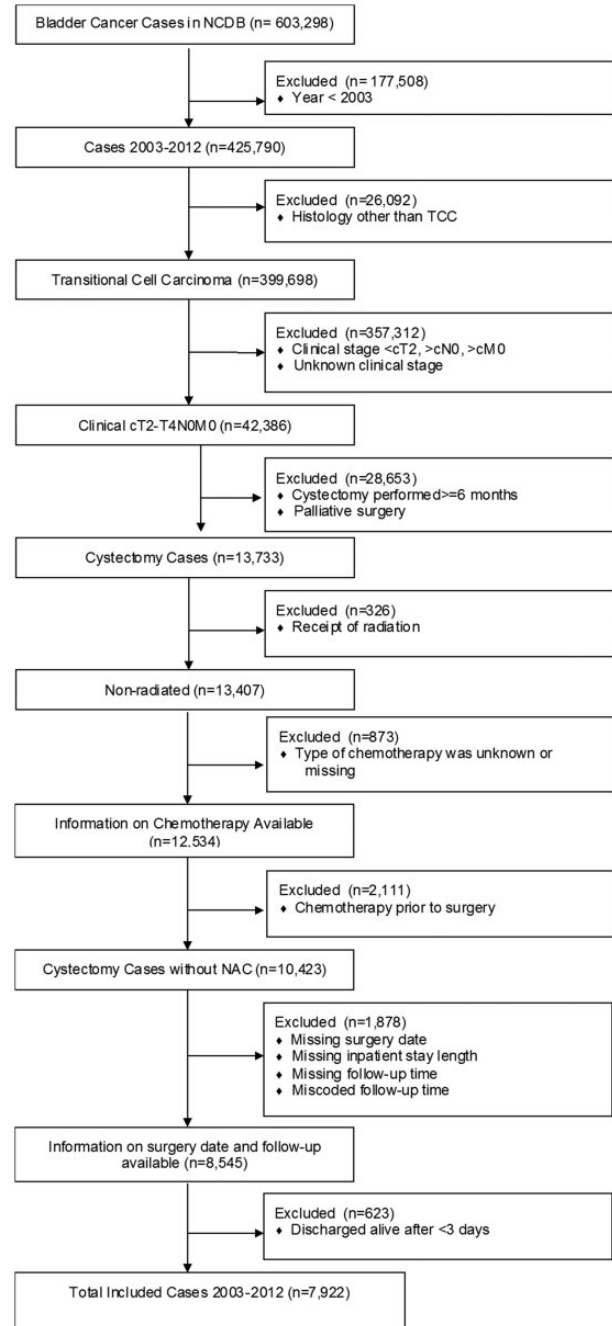 Bladder Cancer Cases in NCDB (n= 603,298)
Excluded (n= 177,508)
♦ Year < 2003
Cases 2003-2012 (n=425,790)
Excluded (n=26,092)
♦ Histology other than TCC
Transitional Cell Carcinoma (n=399,698)
Excluded (n=357,312)
♦ Clinical stage <cT2, >cN0, >cM0
♦ Unknown clinical stage
Clinical cT2-T4N0M0 (n=42,386)
Excluded (n=28,653)
♦ Cystectomy performed>=6 months
♦ Palliative surgery
Cystectomy Cases (n=13,733)
Excluded (n=326)
♦ Receipt of radiation
Non-radiated (n=13,407)
Excluded (n=873)
♦ Type of chemotherapy was unknown or
missing
Information on Chemotherapy Available
(n=12,534)
Excluded (n=2,111)
♦ Chemotherapy prior to surgery
Cystectomy Cases without NAC (n=10,423)
Excluded (n=1,878)
♦ Missing surgery date
♦ Missing inpatient stay length
♦ Missing follow-up time
♦ Miscoded follow-up time
Information on surgery date and follow-up
available (n=8,545)
Excluded (n=623)
♦ Discharged alive after <3 days
Total Included Cases 2003-2012 (n=7,922)